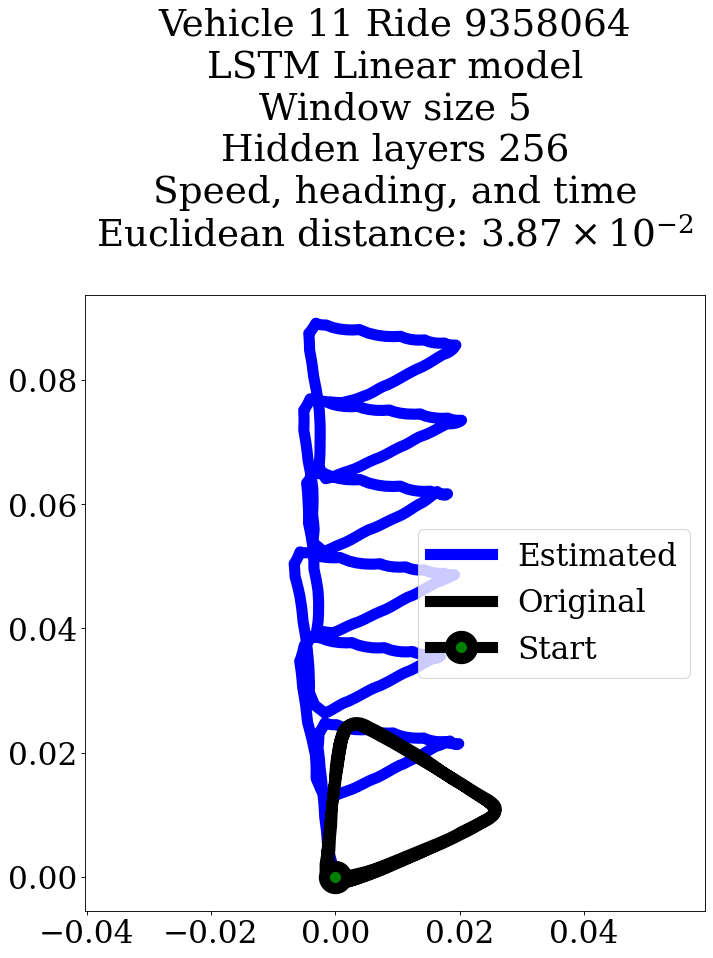 Vehicle 11 Ride 9358064
LSTM Linear model
Window size 5
Hidden layers 256
Speed, heading, and time
Euclidean distance: 3.87 × 10⁻²
0.08
0.06
0.04
0.02
0.00
Estimated
Original
Start
−0.04 −0.02 0.00 0.02 0.04